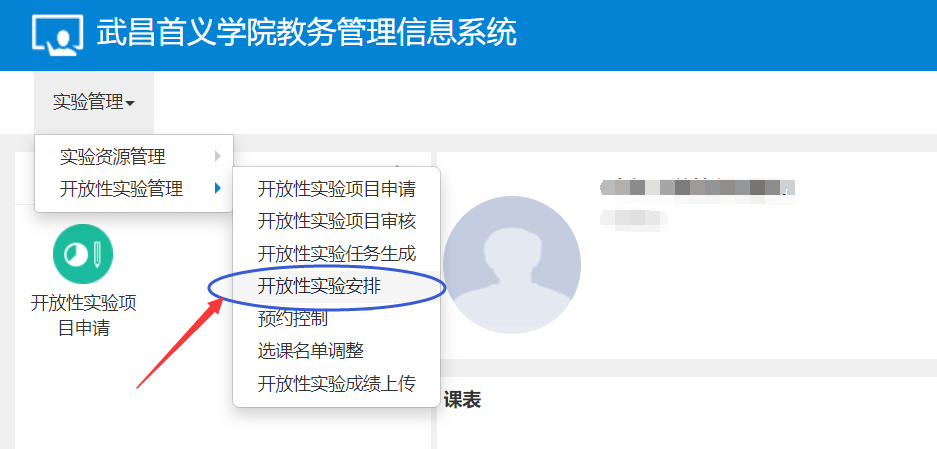 武昌首义学院教务管理信息系统
实验管理
实验资源管理
开放性实验管理
开放性实验项目申请
开放性实验项目审核
开放性实验任务生成
开放性实验安排
预约控制
选课名单调整
开放性实验成绩上传
开放性实验项
目申请
课表